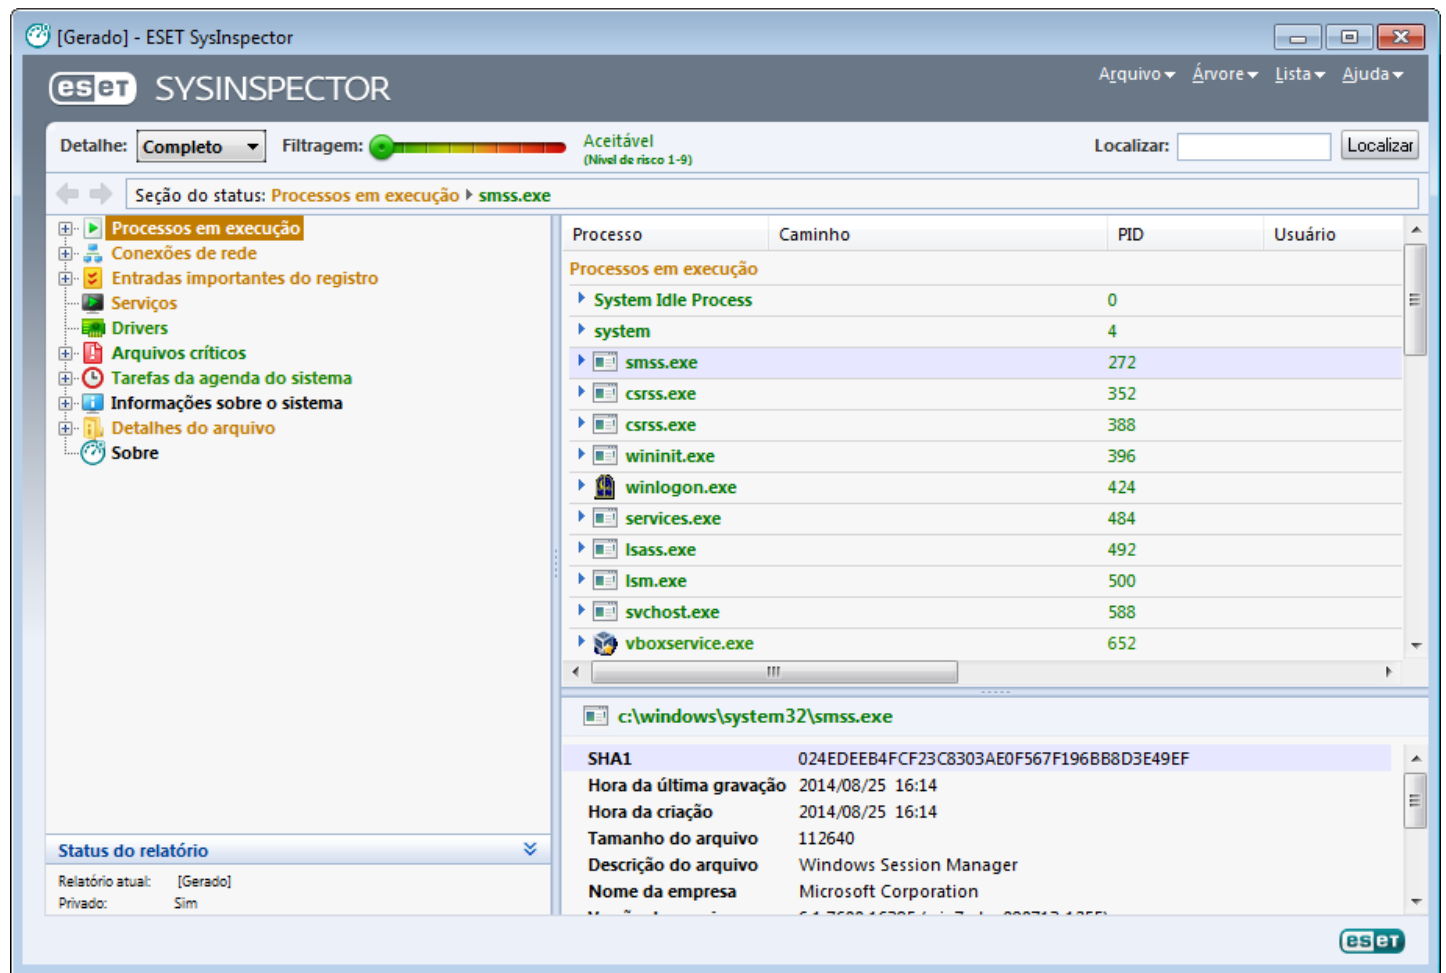 [Gerado] - ESET SysInspector
eseT SYSINSPECTOR
Arquivo Árvore Lista Ajuda
Detalhe: Completo Filtragem: Aceitável
(Nível de risco 1-9)
Localizar: Localizar
Seção do status: Processos em execução smss.exe
Processos em execução
Conexões de rede
Entradas importantes do registro
Serviços
Drivers
Arquivos críticos
Tarefas da agenda do sistema
Informações sobre o sistema
Detalhes do arquivo
Sobre
Status do relatório
Relatório atual: [Gerado]
Privado: Sim
Processo Caminho PID Usuário
Processos em execução
System Idle Process 0
system 4
smss.exe 272
csrss.exe 352
csrss.exe 388
wininit.exe 396
winlogon.exe 424
services.exe 484
lsass.exe 492
lsm.exe 500
svchost.exe 588
vboxservice.exe 652
c:\windows\system32\smss.exe
SHA1 024EDEEB4FCF23C8303AE0F567F196BB8D3E49EF
Hora da última gravação 2014/08/25 16:14
Hora da criação 2014/08/25 16:14
Tamanho do arquivo 112640
Descrição do arquivo Windows Session Manager
Nome da empresa Microsoft Corporation
eseT